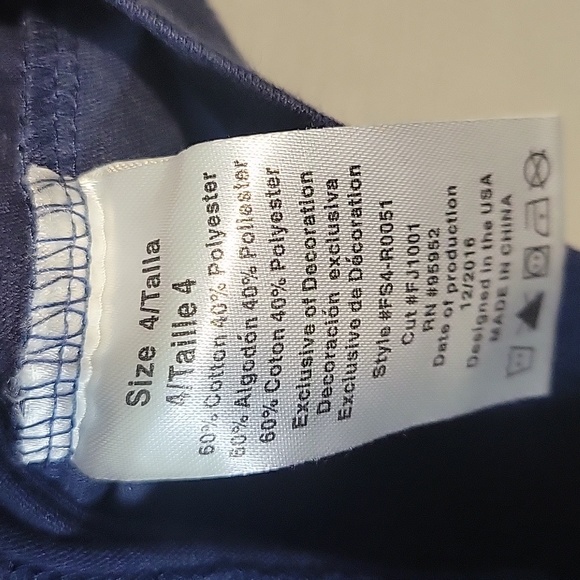 Size 4/Talla
4/Taille 4
60% Cotton 40% Polyester
60% Algodón 40% Poliester
60% Coton 40% Polyester
Exclusive of Decoration
Decoración exclusiva
Exclusive de Décoration
Style #FS4-R0051
Cut #FJ1001
RN #95952
Date of production
12/2016
Designed in the USA
MADE IN CHINA